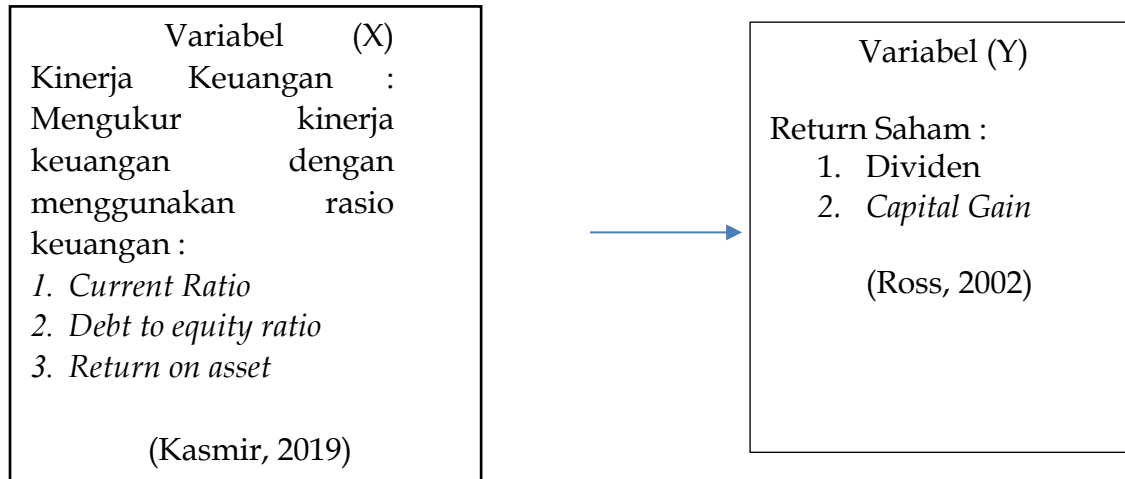 Variabel (X)
Kinerja Keuangan :
Mengukur kinerja
keuangan dengan
menggunakan rasio
keuangan :
1. Current Ratio
2. Debt to equity ratio
3. Return on asset
(Kasmir, 2019)
Variabel (Y)
Return Saham :
1. Dividen
2. Capital Gain
(Ross, 2002)